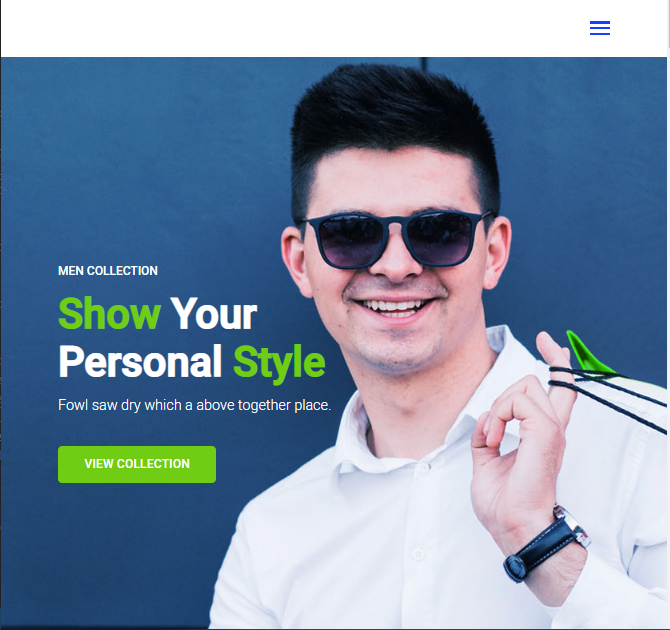 MEN COLLECTION
Show Your
Personal Style
Fowl saw dry which a above together place.
VIEW COLLECTION